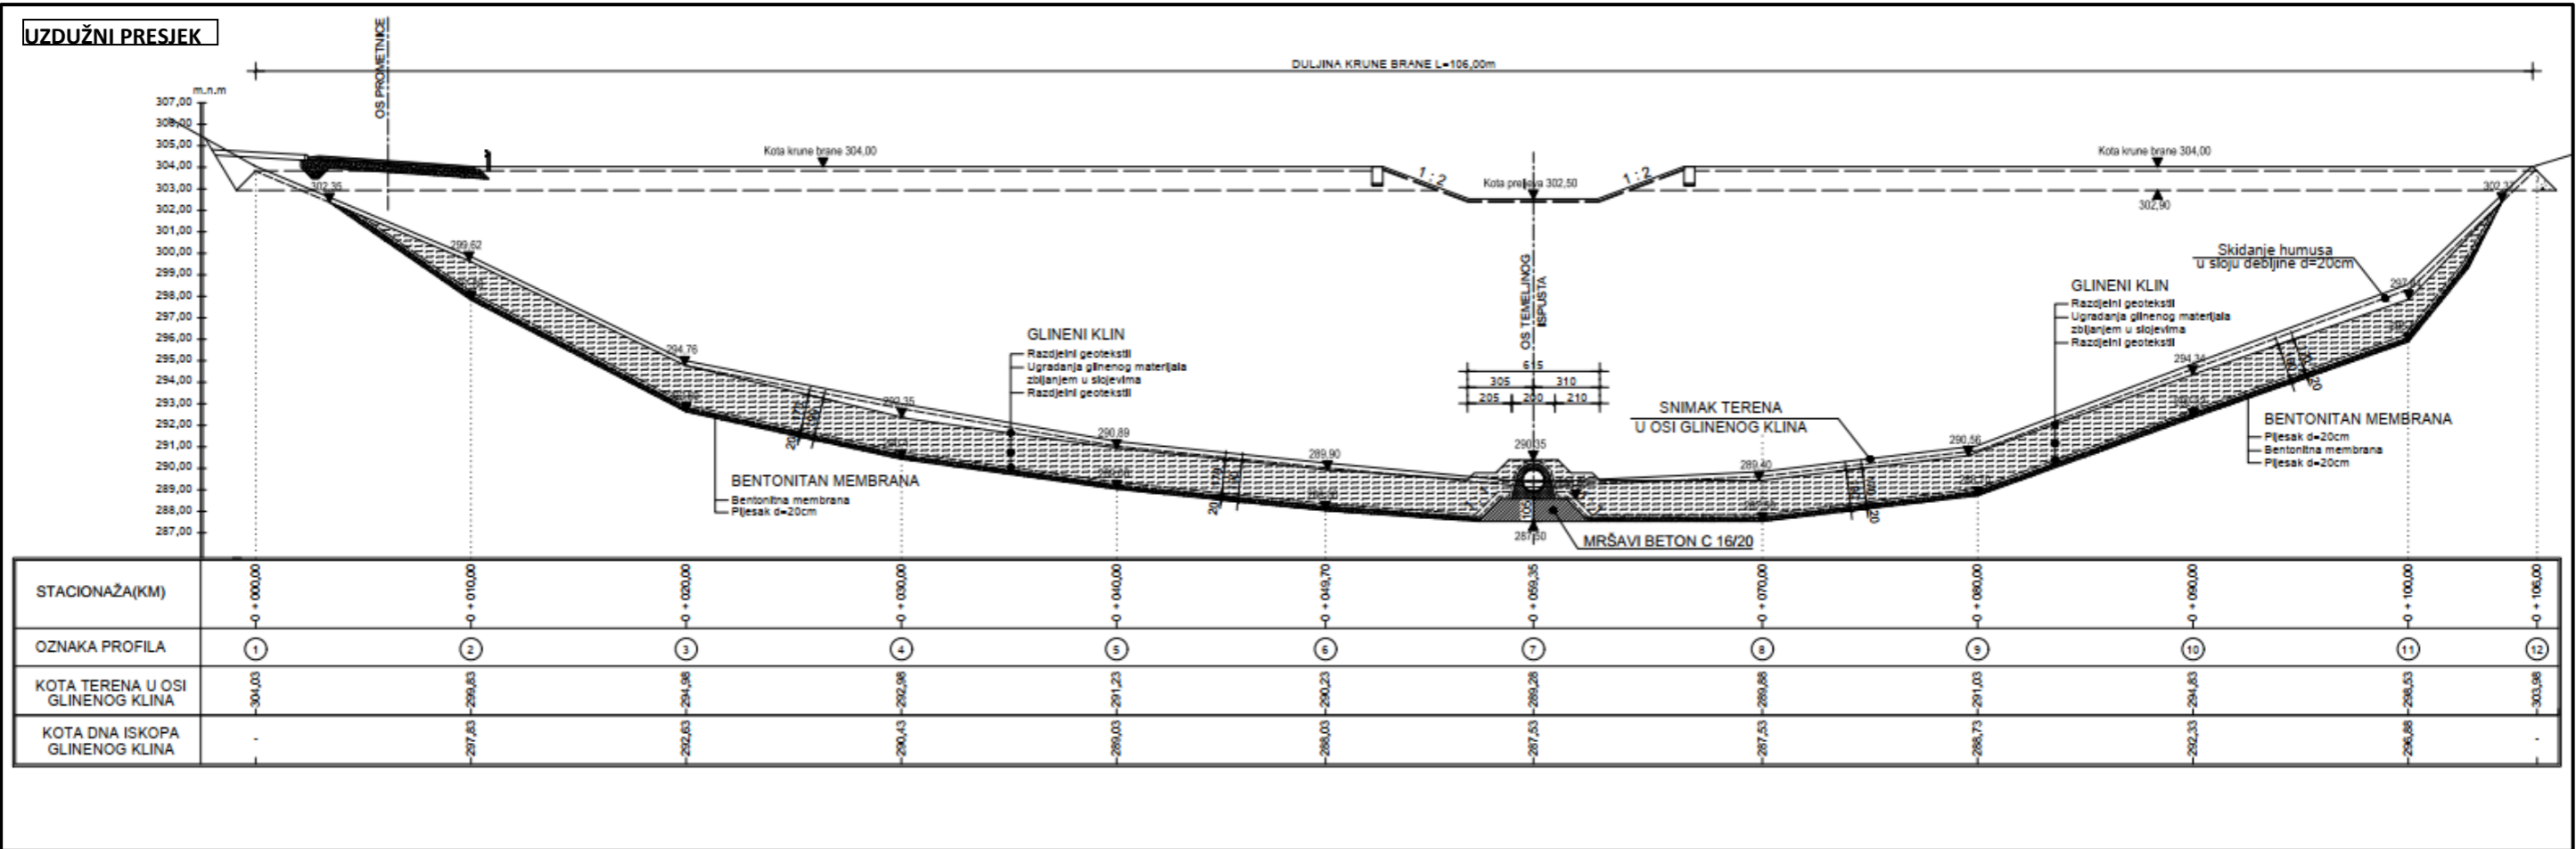 UZDUŽNI PRESJEK
OS PROMETNICE
DULJINA KRUNE BRANE L=106,00m
m.n.m
307,00
306,00
305,00
304,00
303,00
302,00
301,00
300,00
299,00
298,00
297,00
296,00
295,00
294,00
293,00
292,00
291,00
290,00
289,00
288,00
287,00
Kota krune brane 304,00
1:2
Kota preljeva 302,50
1:2
Kota krune brane 304,00
302,90
302,35
299,62
294,76
292,35
290,89
289,90
290,35
289,40
290,56
294,34
302,37
OS TEMELJNOG
ISPUSTA
615
305 310
205 200 210
287,50
GLINENI KLIN
Razdjelni geotekstil
Ugradanja glinenog materijala
zbijanjem u slojevima
Razdjelni geotekstil
BENTONITAN MEMBRANA
Bentonitna membrana
Pijesak d=20cm
SNIMAK TERENA
U OSI GLINENOG KLINA
MRŠAVI BETON C 16/20
Skidanje humusa
u sloju debljine d=20cm
GLINENI KLIN
Razdjelni geotekstil
Ugradanja glinenog materijala
zbijanjem u slojevima
Razdjelni geotekstil
BENTONITAN MEMBRANA
Pijesak d=20cm
Bentonitna membrana
Pijesak d=20cm
STACIONAŽA(KM)
0 + 000,00 0 + 010,00 0 + 020,00 0 + 030,00 0 + 040,00 0 + 049,70 0 + 059,35 0 + 070,00 0 + 080,00 0 + 090,00 0 + 100,00 0 + 106,00
OZNAKA PROFILA
1 2 3 4 5 6 7 8 9 10 11 12
KOTA TERENA U OSI
GLINENOG KLINA
304,03 299,83 294,98 292,98 291,23 290,23 289,28 289,88 291,03 294,83 298,53 303,98
KOTA DNA ISKOPA
GLINENOG KLINA
- 297,83 292,63 290,43 289,03 288,03 287,53 287,53 288,73 292,33 296,88 -